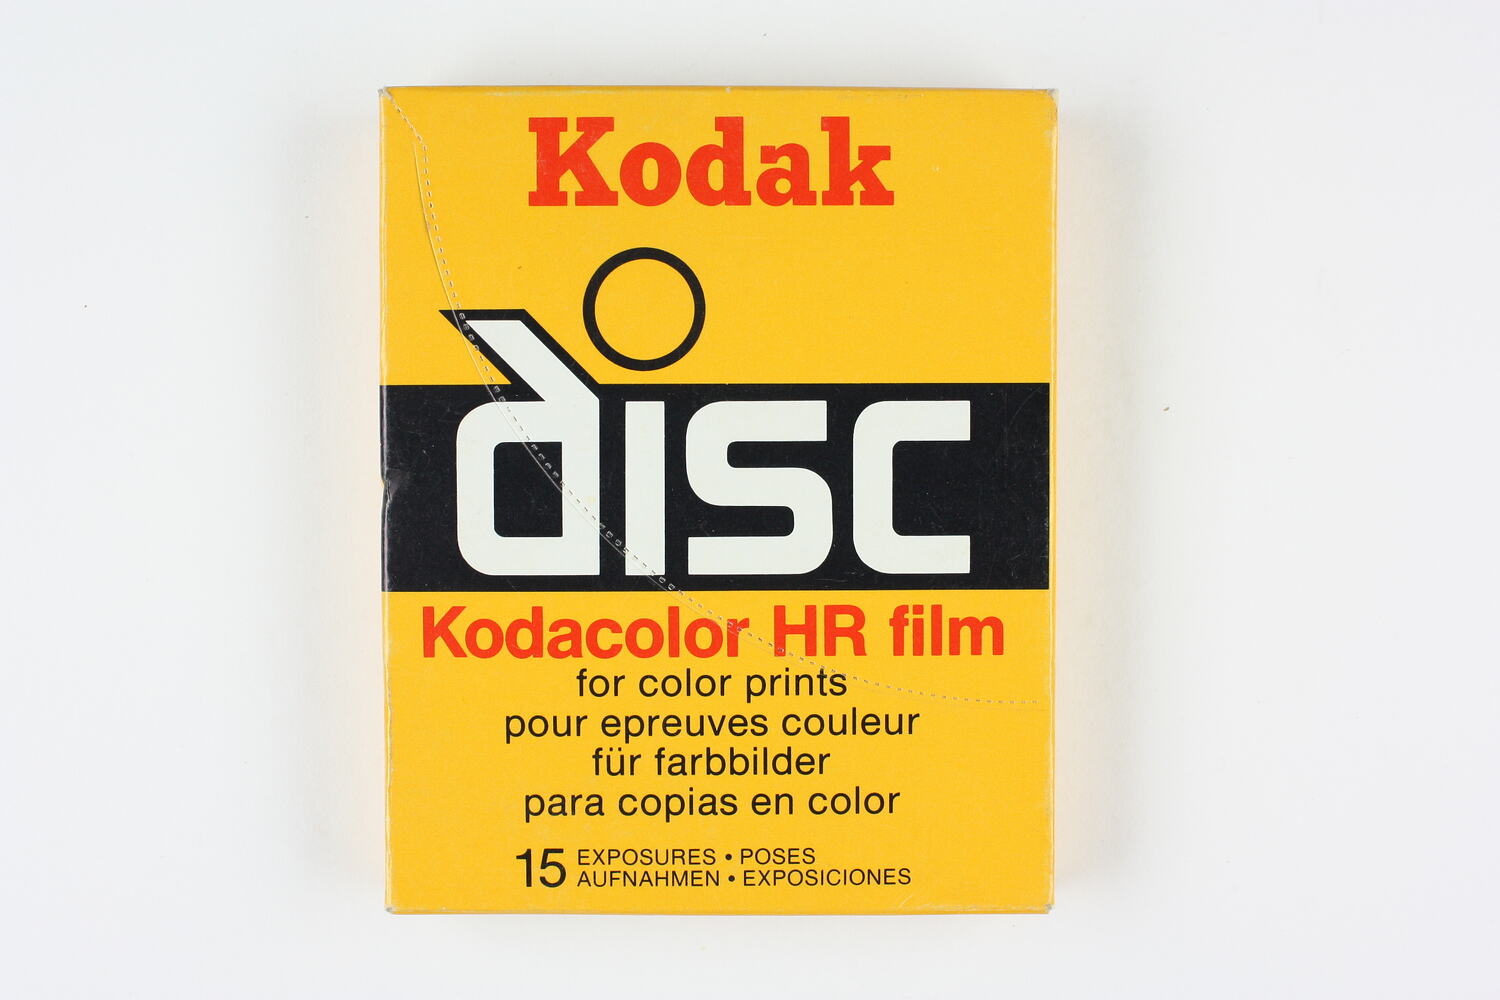 Kodak
disc
Kodacolor HR film
for color prints
pour epreuves couleur
für farbbilder
para copias en color
15 EXPOSURES • POSES
AUFNAHMEN • EXPOSICIONES